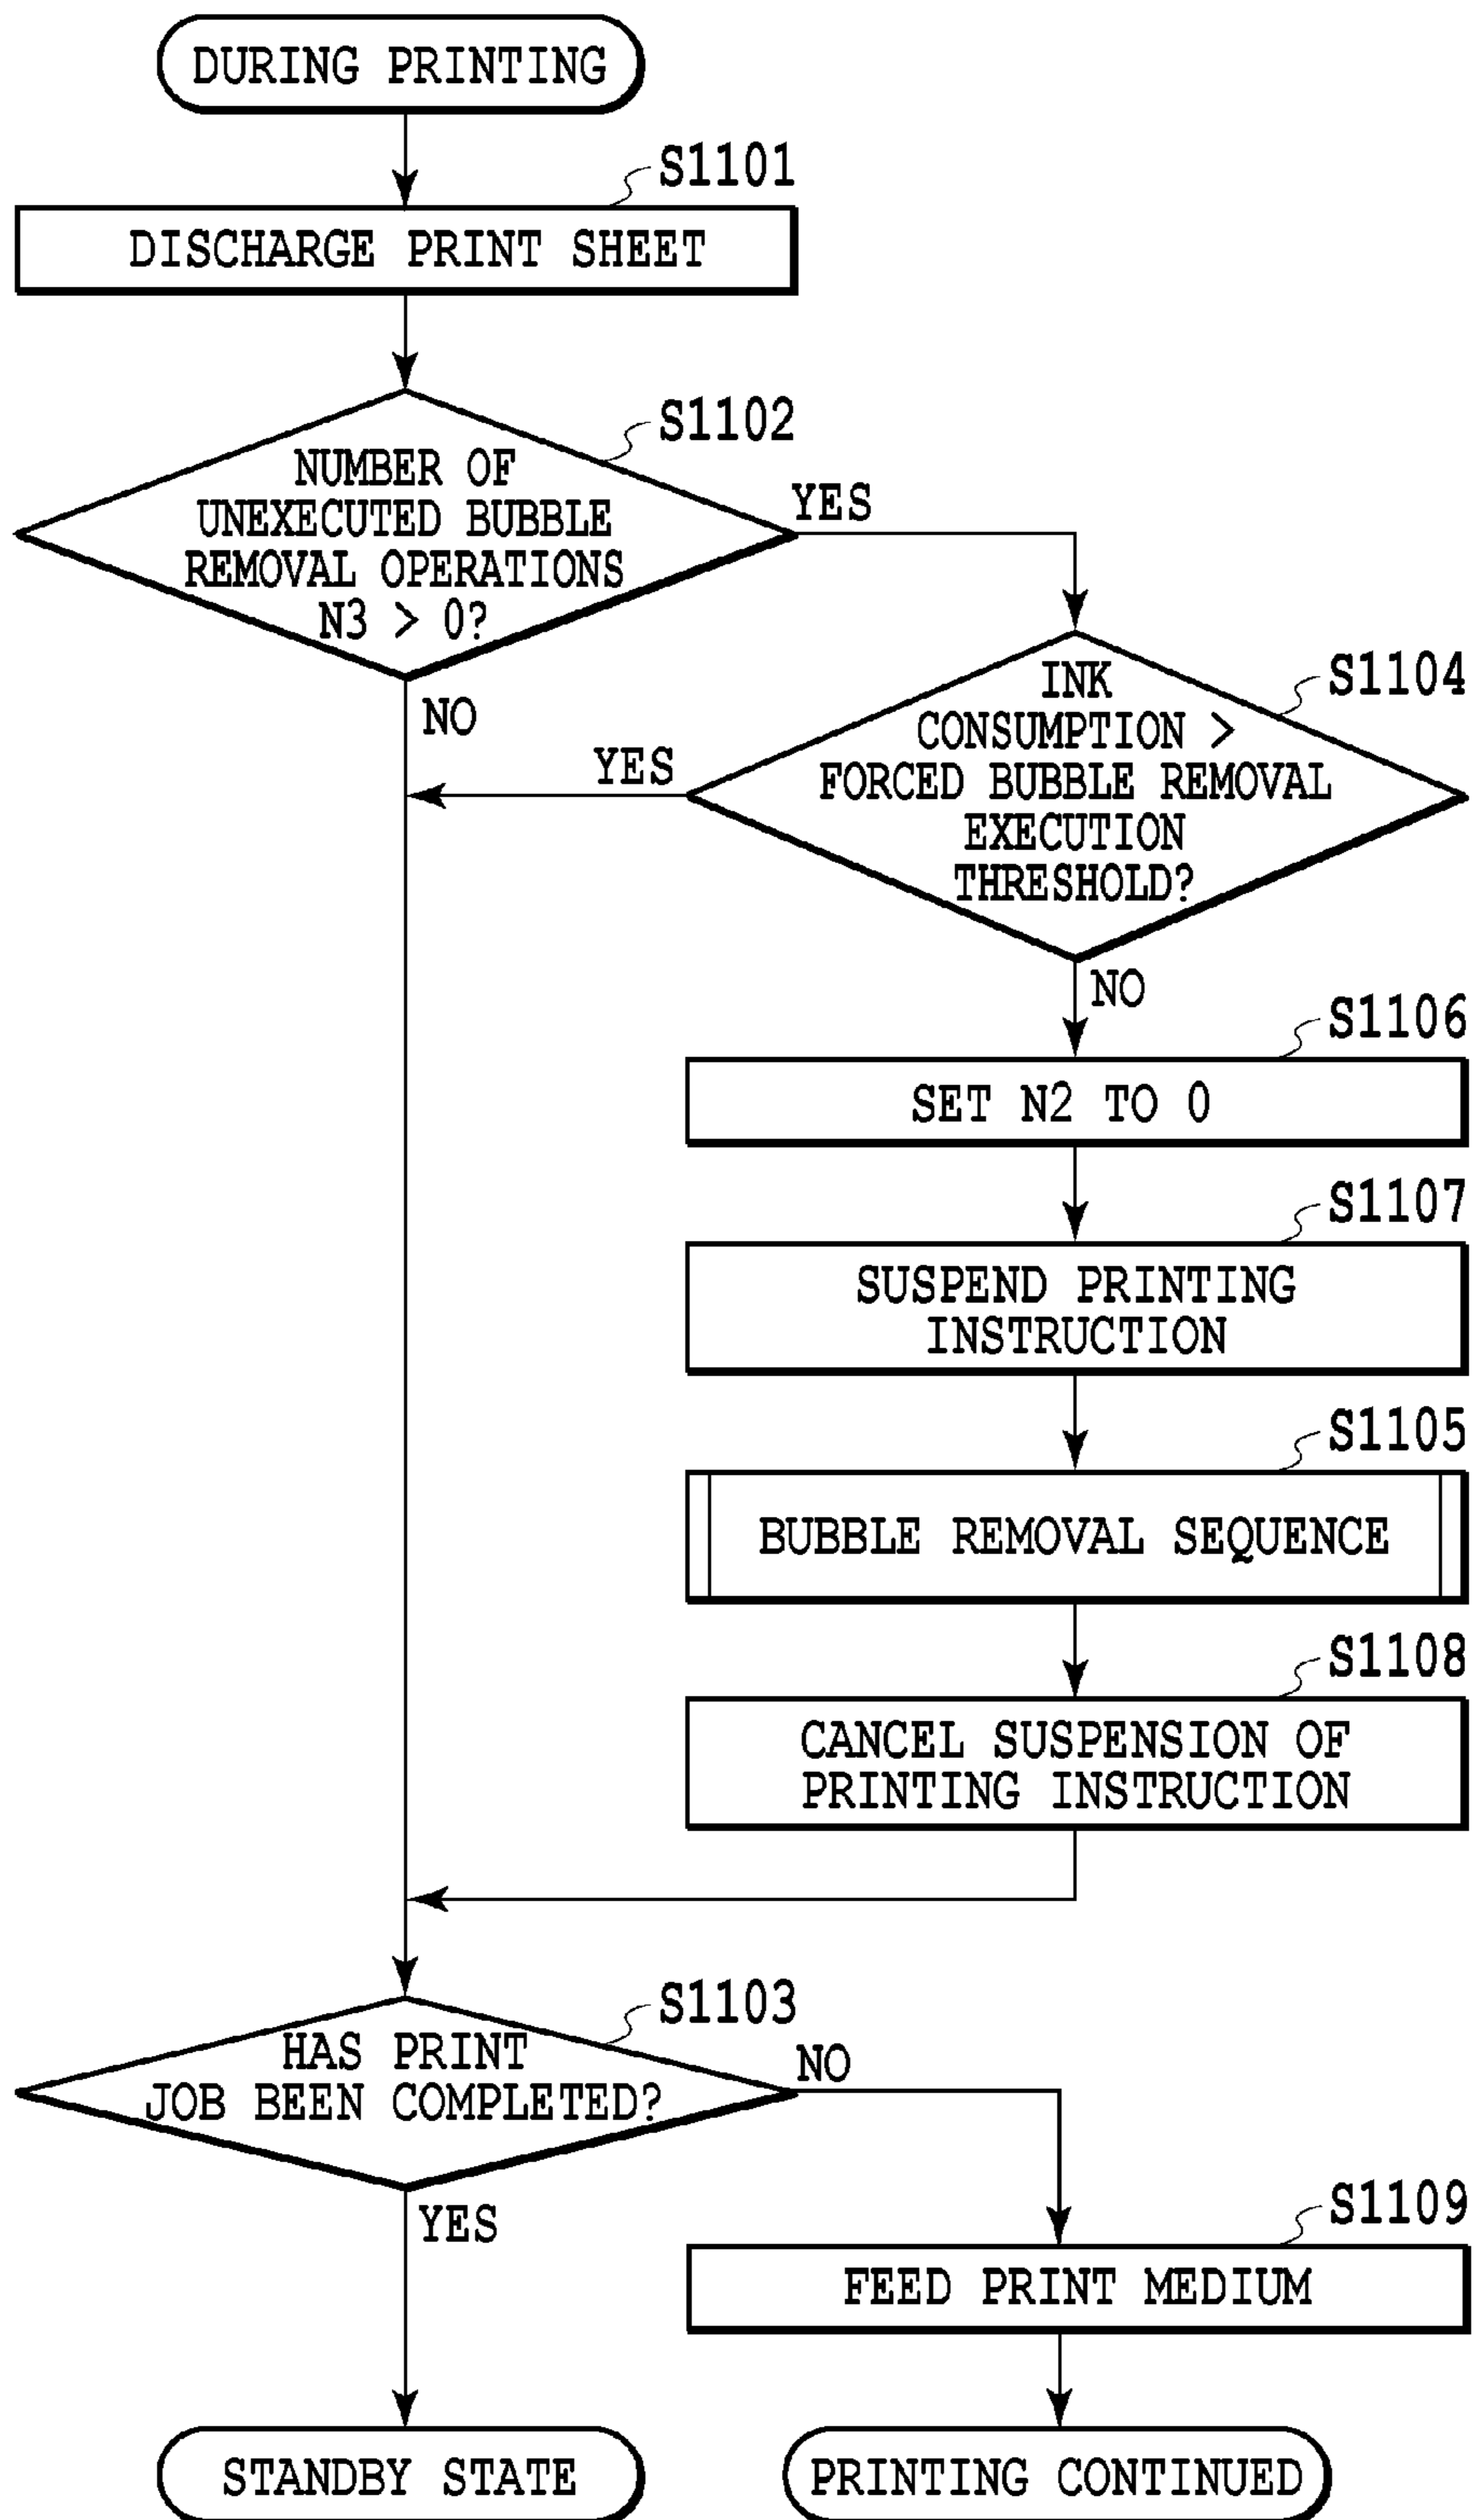 DURING PRINTING
S1101
DISCHARGE PRINT SHEET
S1102
NUMBER OF
UNEXECUTED BUBBLE
REMOVAL OPERATIONS
N3 > 0?
YES
NO
S1104
INK
CONSUMPTION >
FORCED BUBBLE REMOVAL
EXECUTION
THRESHOLD?
YES
NO
S1106
SET N2 TO 0
S1107
SUSPEND PRINTING
INSTRUCTION
S1105
BUBBLE REMOVAL SEQUENCE
S1108
CANCEL SUSPENSION OF
PRINTING INSTRUCTION
S1103
HAS PRINT
JOB BEEN COMPLETED?
NO
YES
S1109
FEED PRINT MEDIUM
STANDBY STATE
PRINTING CONTINUED